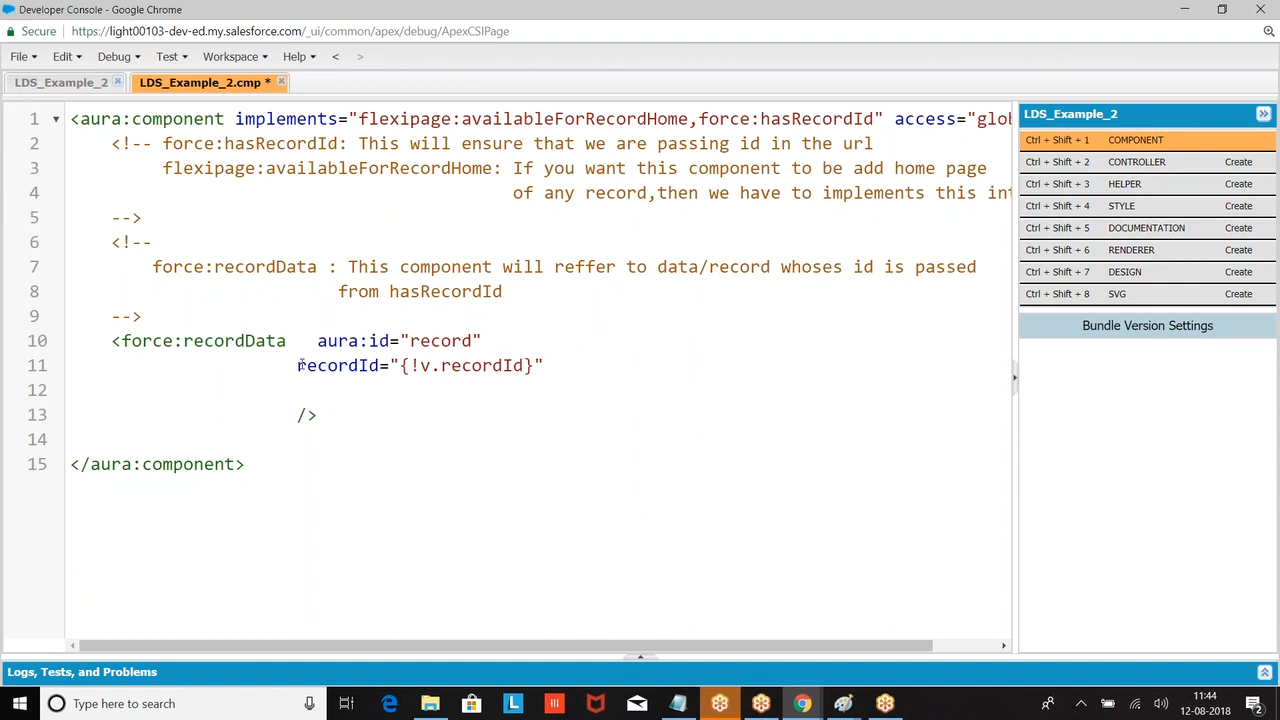 Developer Console - Google Chrome
Secure https://light00103-dev-ed.my.salesforce.com/_ui/common/apex/debug/ApexCSIPage
File Edit Debug Test Workspace Help < >
LDS_Example_2 LDS_Example_2.cmp *
1 <aura:component implements="flexipage:availableForRecordHome,force:hasRecordId" access="glob
2 <!-- force:hasRecordId: This will ensure that we are passing id in the url
3 flexipage:availableForRecordHome: If you want this component to be add home page
4 of any record,then we have to implements this int
5 -->
6 <!--
7 force:recordData : This component will reffer to data/record whoses id is passed
8 from hasRecordId
9 -->
10 <force:recordData aura:id="record"
11 recordId="{!v.recordId}"
12
13 />
14
15 </aura:component>
LDS_Example_2
Ctrl + Shift + 1 COMPONENT
Ctrl + Shift + 2 CONTROLLER Create
Ctrl + Shift + 3 HELPER Create
Ctrl + Shift + 4 STYLE Create
Ctrl + Shift + 5 DOCUMENTATION Create
Ctrl + Shift + 6 RENDERER Create
Ctrl + Shift + 7 DESIGN Create
Ctrl + Shift + 8 SVG Create
Bundle Version Settings
Logs, Tests, and Problems
Type here to search
11:44
12-08-2018
2